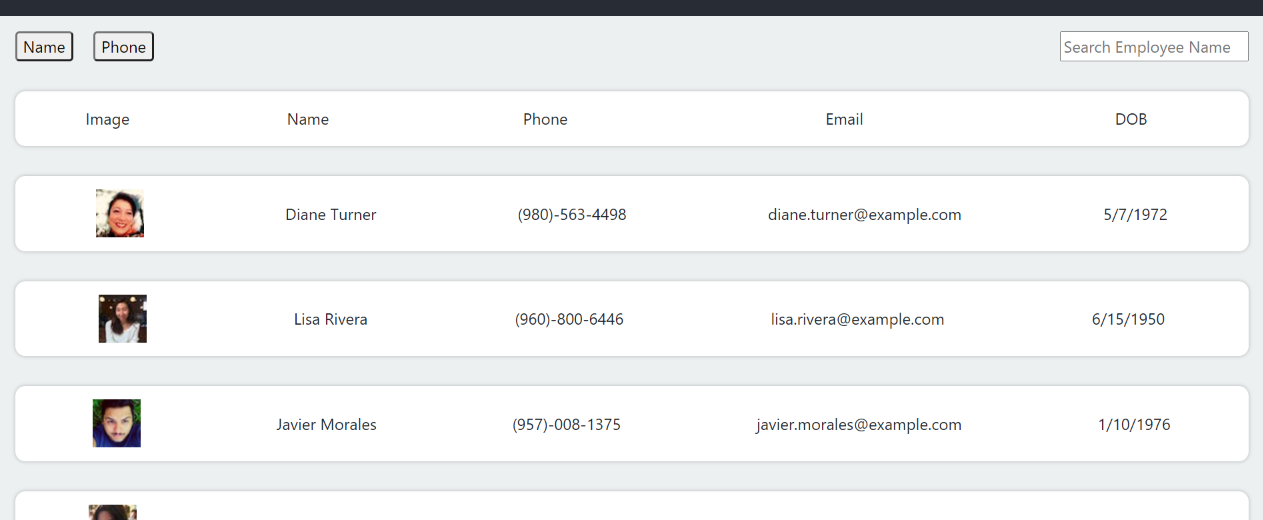 Name Phone Search Employee Name
Image Name Phone Email DOB
Diane Turner (980)-563-4498 diane.turner@example.com 5/7/1972
Lisa Rivera (960)-800-6446 lisa.rivera@example.com 6/15/1950
Javier Morales (957)-008-1375 javier.morales@example.com 1/10/1976